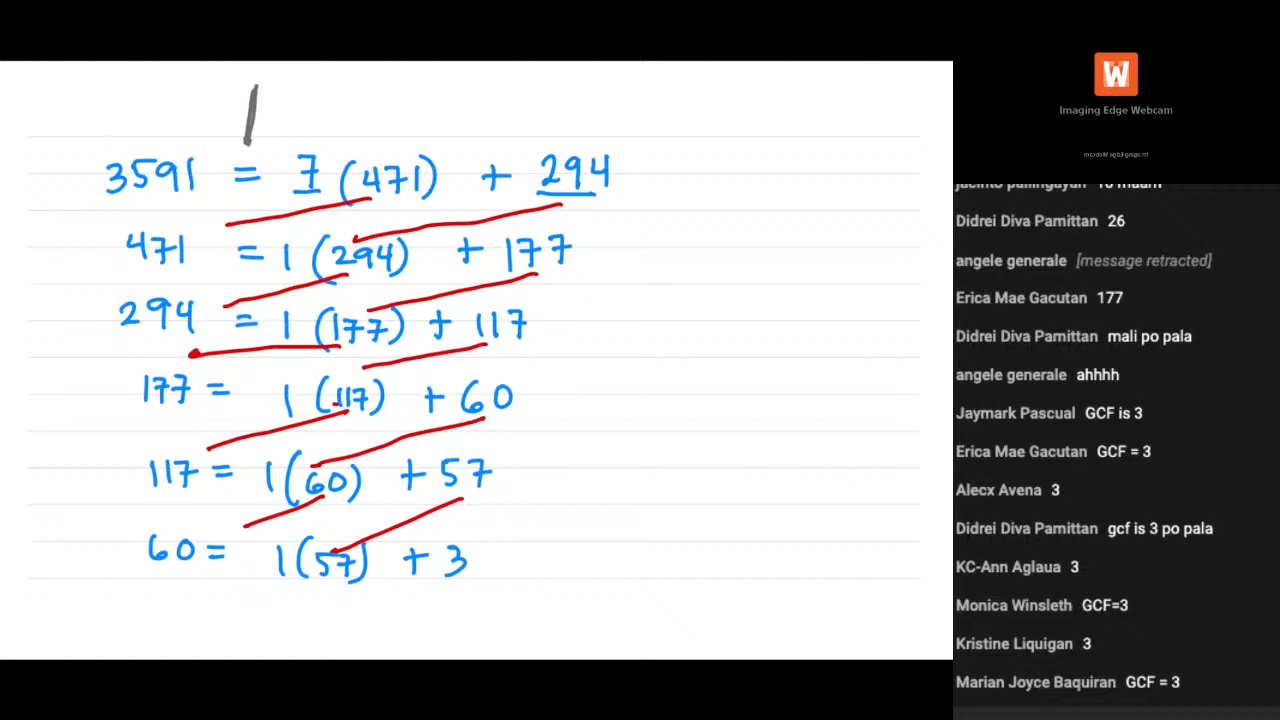 3591 = 7 (471) + 294
471 = 1 (294) + 177
294 = 1 (177) + 117
177 = 1 (117) + 60
117 = 1 (60) + 57
60 = 1 (57) + 3
W
Imaging Edge Webcam
Imaging Edge Webcam
Didrei Diva Pamittan 26
angele generale [message retracted]
Erica Mae Gacutan 177
Didrei Diva Pamittan mali po pala
angele generale ahhhh
Jaymark Pascual GCF is 3
Erica Mae Gacutan GCF = 3
Alecx Avena 3
Didrei Diva Pamittan gcf is 3 po pala
KC-Ann Aglaua 3
Monica Winsleth GCF=3
Kristine Liquigan 3
Marian Joyce Baquiran GCF = 3